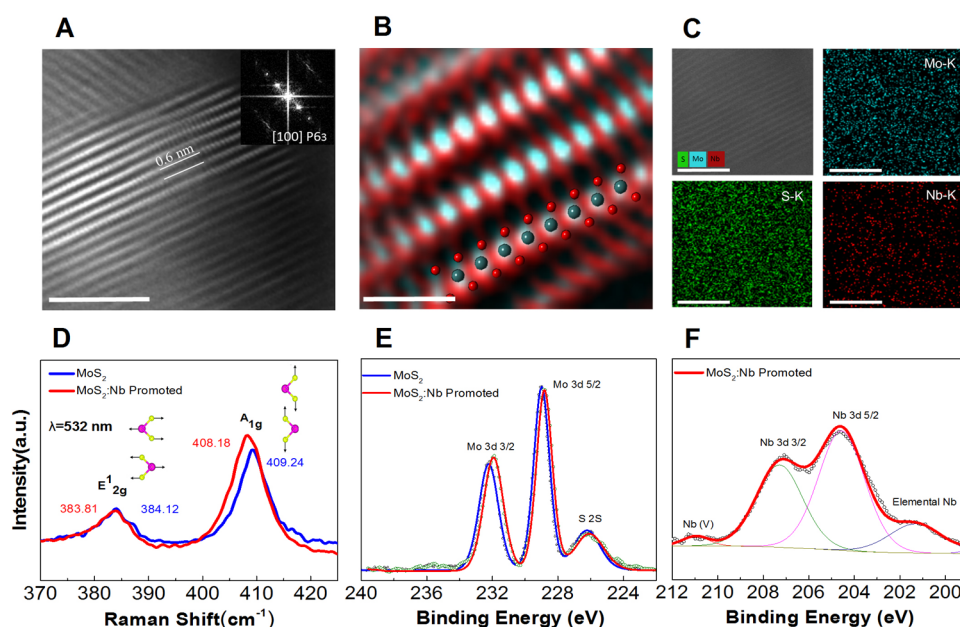 A
[100] P63
0.6 nm
B
C
S Mo Nb
Mo-K
S-K
Nb-K
D
MoS2
MoS2:Nb Promoted
λ=532 nm
A1g
408.18
409.24
E12g
383.81
384.12
Intensity(a.u.)
370 380 390 400 410 420
Raman Shift(cm-1)
E
MoS2
MoS2:Nb Promoted
Mo 3d 5/2
Mo 3d 3/2
S 2S
240 236 232 228 224 220
Binding Energy (eV)
F
MoS2:Nb Promoted
Nb 3d 5/2
Nb 3d 3/2
Elemental Nb
Nb (V)
212 210 208 206 204 202 200
Binding Energy (eV)